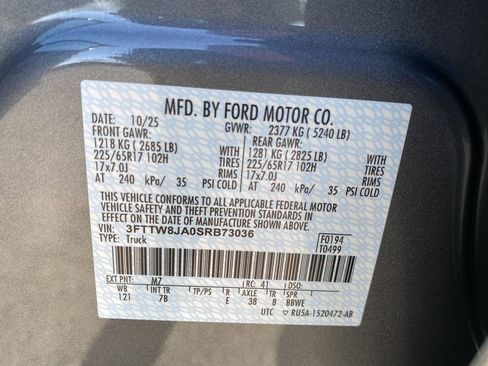 MFD. BY FORD MOTOR CO.
DATE: 10/25 GVWR: 2377 KG ( 5240 LB)
FRONT GAWR: REAR GAWR:
1218 KG ( 2685 LB) WITH 1281 KG ( 2825 LB) WITH
225/65R17 102H TIRES 225/65R17 102H TIRES
17x7.0J RIMS 17x7.0J RIMS
AT 240 kPa/ 35 PSI COLD AT 240 kPa/ 35 PSI COLD
THIS VEHICLE CONFORMS TO ALL APPLICABLE FEDERAL MOTOR
VEHICLE SAFETY AND THEFT PREVENTION STANDARDS IN
EFFECT ON THE DATE OF MANUFACTURE SHOWN ABOVE.
VIN: 3FTTW8JA0SRB73036 F0194
TYPE: Truck T0499
EXT PNT: M7 RC: 41 DSO:
WB INT TR TP/PS R AXLE TR SPR
121 7B E 38 8 BBWE
UTC ▽ RU5A-1520472-AB